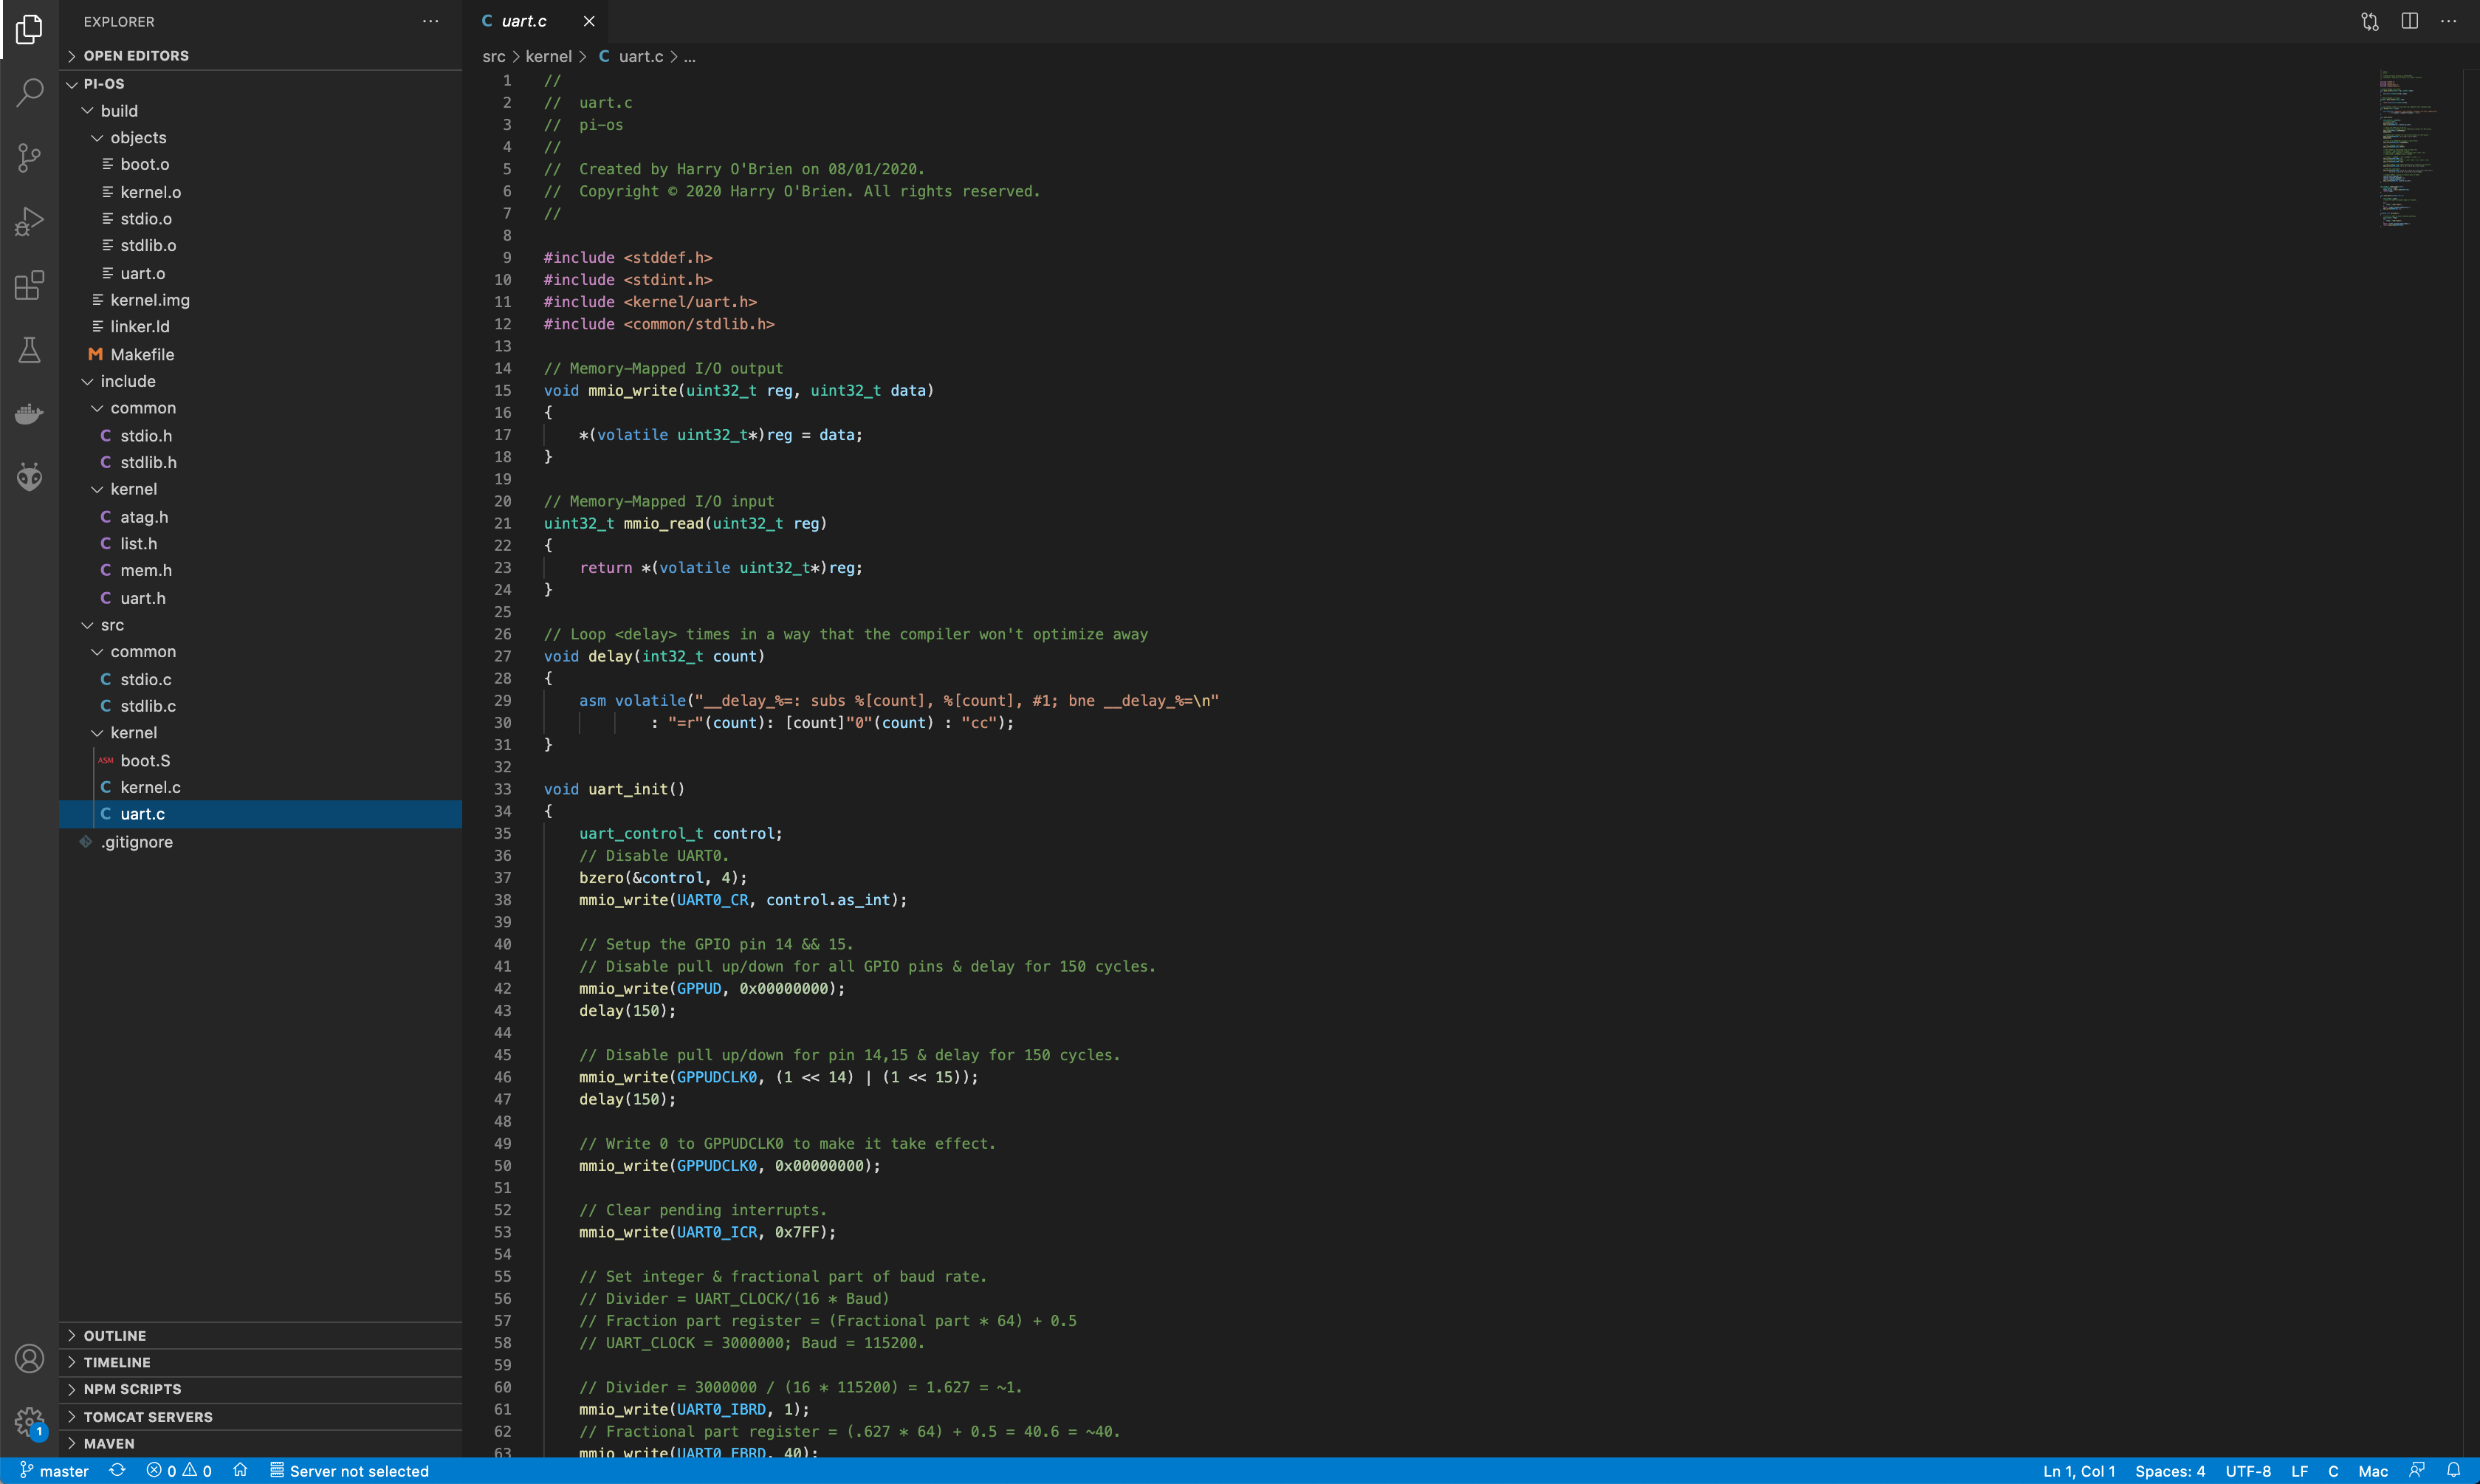 EXPLORER
OPEN EDITORS
PI-OS
build
objects
boot.o
kernel.o
stdio.o
stdlib.o
uart.o
kernel.img
linker.ld
M Makefile
include
common
C stdio.h
C stdlib.h
kernel
C atag.h
C list.h
C mem.h
C uart.h
src
common
C stdio.c
C stdlib.c
kernel
ASM boot.S
C kernel.c
C uart.c
.gitignore
OUTLINE
TIMELINE
NPM SCRIPTS
TOMCAT SERVERS
1
MAVEN
C uart.c
src > kernel > C uart.c > ...
1 //
2 //  uart.c
3 //  pi-os
4 //
5 //  Created by Harry O'Brien on 08/01/2020.
6 //  Copyright © 2020 Harry O'Brien. All rights reserved.
7 //
8
9 #include <stddef.h>
10 #include <stdint.h>
11 #include <kernel/uart.h>
12 #include <common/stdlib.h>
13
14 // Memory-Mapped I/O output
15 void mmio_write(uint32_t reg, uint32_t data)
16 {
17     *(volatile uint32_t*)reg = data;
18 }
19
20 // Memory-Mapped I/O input
21 uint32_t mmio_read(uint32_t reg)
22 {
23     return *(volatile uint32_t*)reg;
24 }
25
26 // Loop <delay> times in a way that the compiler won't optimize away
27 void delay(int32_t count)
28 {
29     asm volatile("__delay_%=: subs %[count], %[count], #1; bne __delay_%=\n"
30             : "=r"(count): [count]"0"(count) : "cc");
31 }
32
33 void uart_init()
34 {
35     uart_control_t control;
36     // Disable UART0.
37     bzero(&control, 4);
38     mmio_write(UART0_CR, control.as_int);
39
40     // Setup the GPIO pin 14 && 15.
41     // Disable pull up/down for all GPIO pins & delay for 150 cycles.
42     mmio_write(GPPUD, 0x00000000);
43     delay(150);
44
45     // Disable pull up/down for pin 14,15 & delay for 150 cycles.
46     mmio_write(GPPUDCLK0, (1 << 14) | (1 << 15));
47     delay(150);
48
49     // Write 0 to GPPUDCLK0 to make it take effect.
50     mmio_write(GPPUDCLK0, 0x00000000);
51
52     // Clear pending interrupts.
53     mmio_write(UART0_ICR, 0x7FF);
54
55     // Set integer & fractional part of baud rate.
56     // Divider = UART_CLOCK/(16 * Baud)
57     // Fraction part register = (Fractional part * 64) + 0.5
58     // UART_CLOCK = 3000000; Baud = 115200.
59
60     // Divider = 3000000 / (16 * 115200) = 1.627 = ~1.
61     mmio_write(UART0_IBRD, 1);
62     // Fractional part register = (.627 * 64) + 0.5 = 40.6 = ~40.
63     mmio_write(UART0_FBRD, 40);
master 0 0 Server not selected Ln 1, Col 1 Spaces: 4 UTF-8 LF C Mac